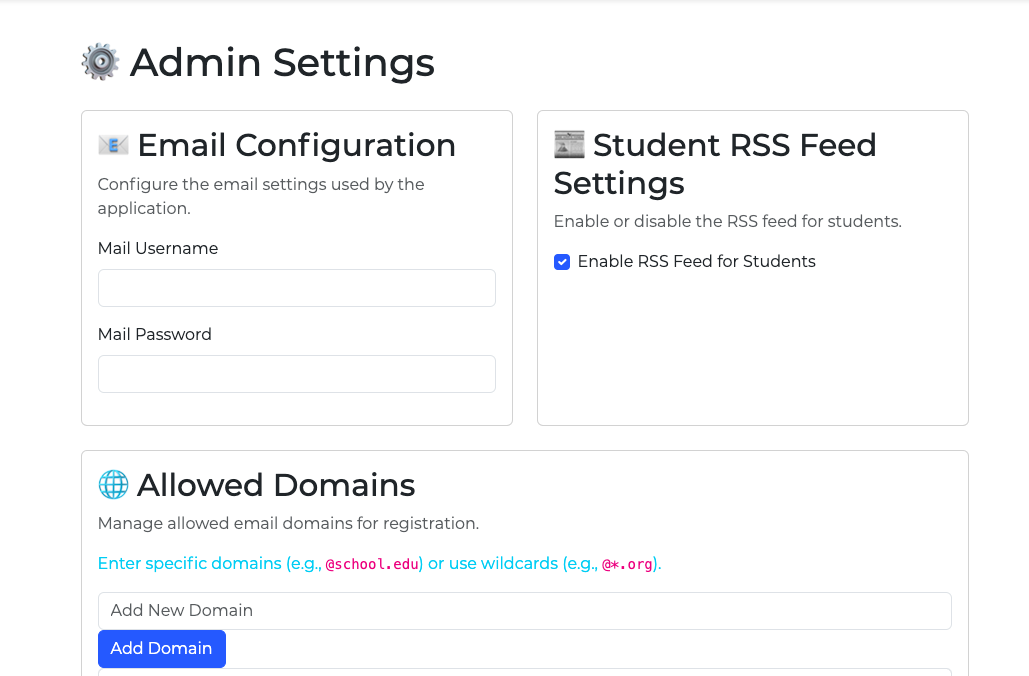 Admin Settings
Email Configuration
Configure the email settings used by the
application.
Mail Username
Mail Password
Student RSS Feed
Settings
Enable or disable the RSS feed for students.
Enable RSS Feed for Students
Allowed Domains
Manage allowed email domains for registration.
Enter specific domains (e.g., @school.edu) or use wildcards (e.g., @*.org).
Add New Domain
Add Domain